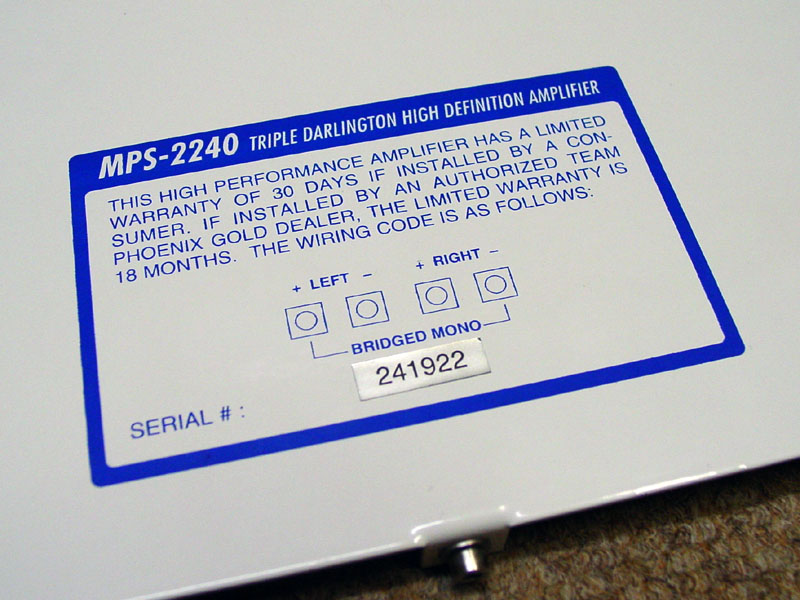 MPS-2240 TRIPLE DARLINGTON HIGH DEFINITION AMPLIFIER
THIS HIGH PERFORMANCE AMPLIFIER HAS A LIMITED
WARRANTY OF 30 DAYS IF INSTALLED BY A CON-
SUMER. IF INSTALLED BY AN AUTHORIZED TEAM
PHOENIX GOLD DEALER, THE LIMITED WARRANTY IS
18 MONTHS. THE WIRING CODE IS AS FOLLOWS:
+ LEFT − + RIGHT −
BRIDGED MONO
241922
SERIAL # :